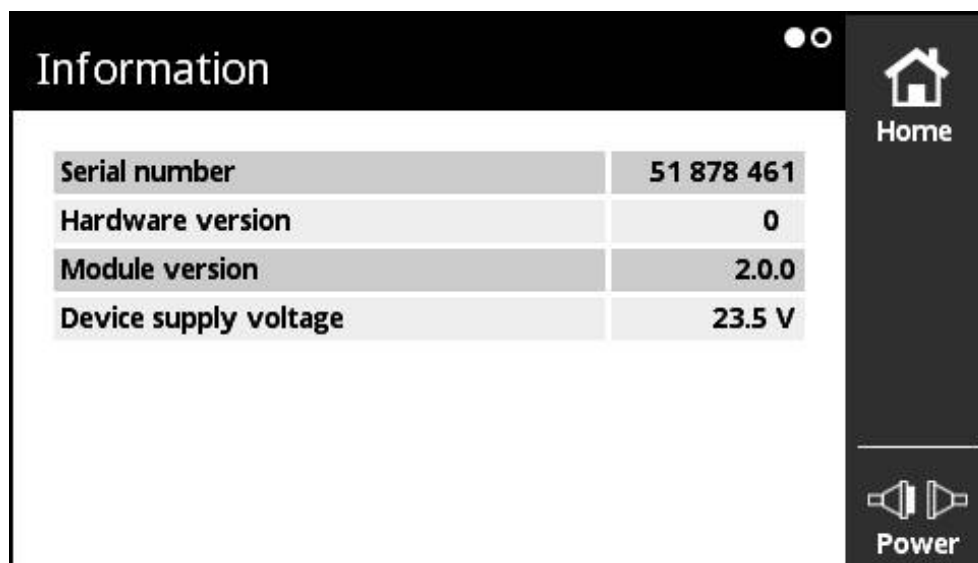 Information
Home
Serial number 51 878 461
Hardware version 0
Module version 2.0.0
Device supply voltage 23.5 V
Power